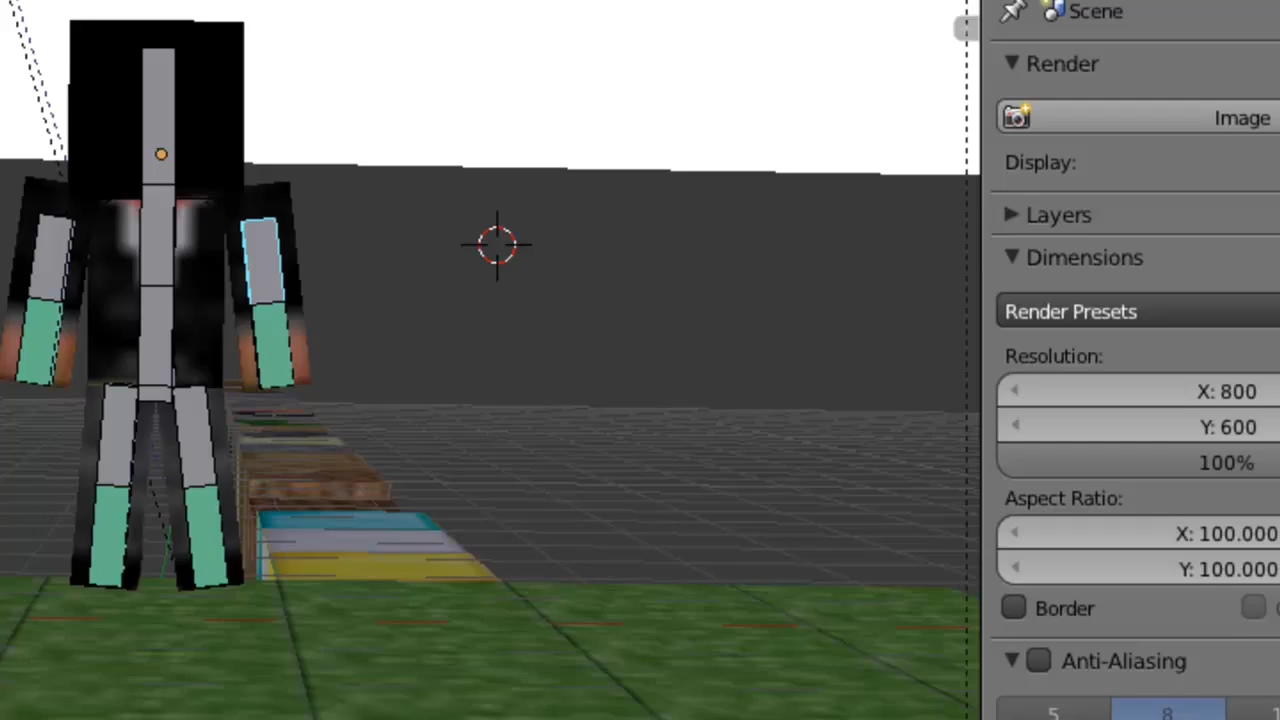 Scene
Render
Image
Display:
Layers
Dimensions
Render Presets
Resolution:
X: 800
Y: 600
100%
Aspect Ratio:
X: 100.000
Y: 100.000
Border
Anti-Aliasing
5 8